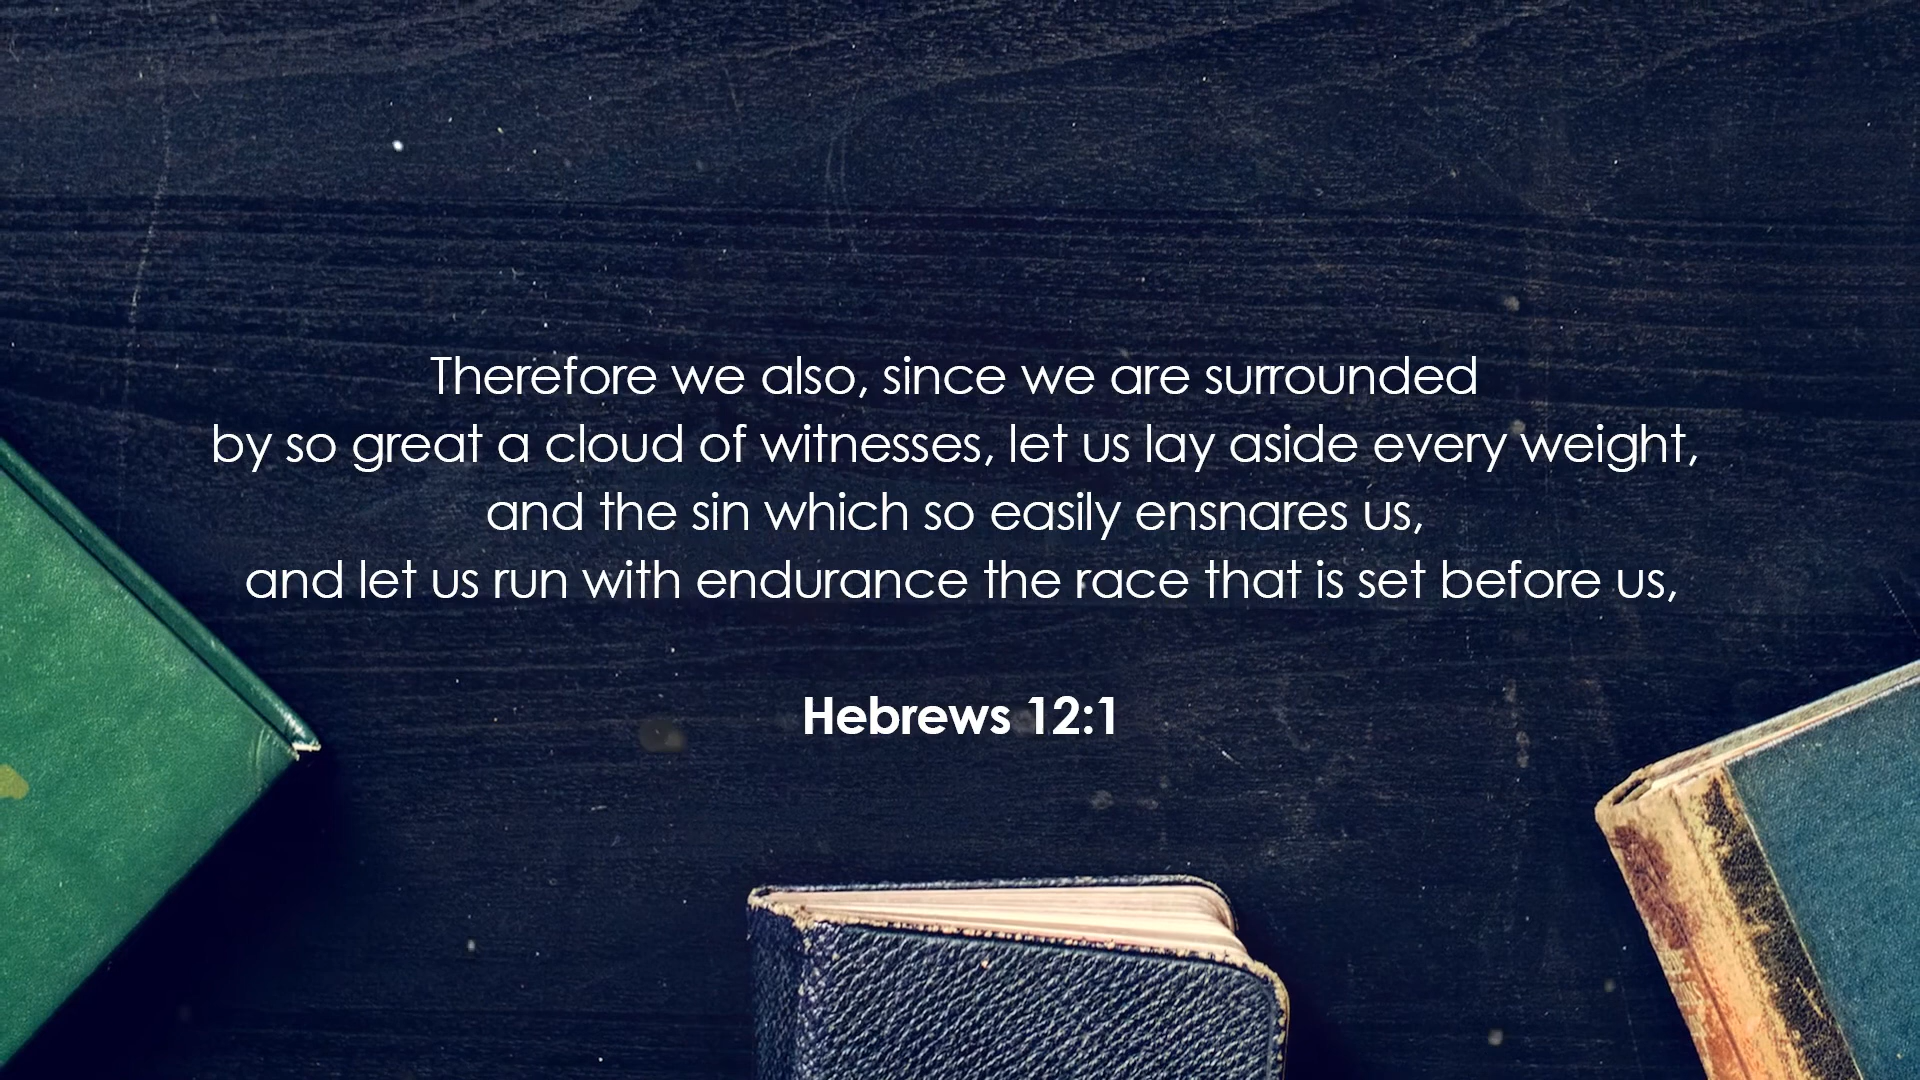 Therefore we also, since we are surrounded
by so great a cloud of witnesses, let us lay aside every weight,
and the sin which so easily ensnares us,
and let us run with endurance the race that is set before us,
Hebrews 12:1